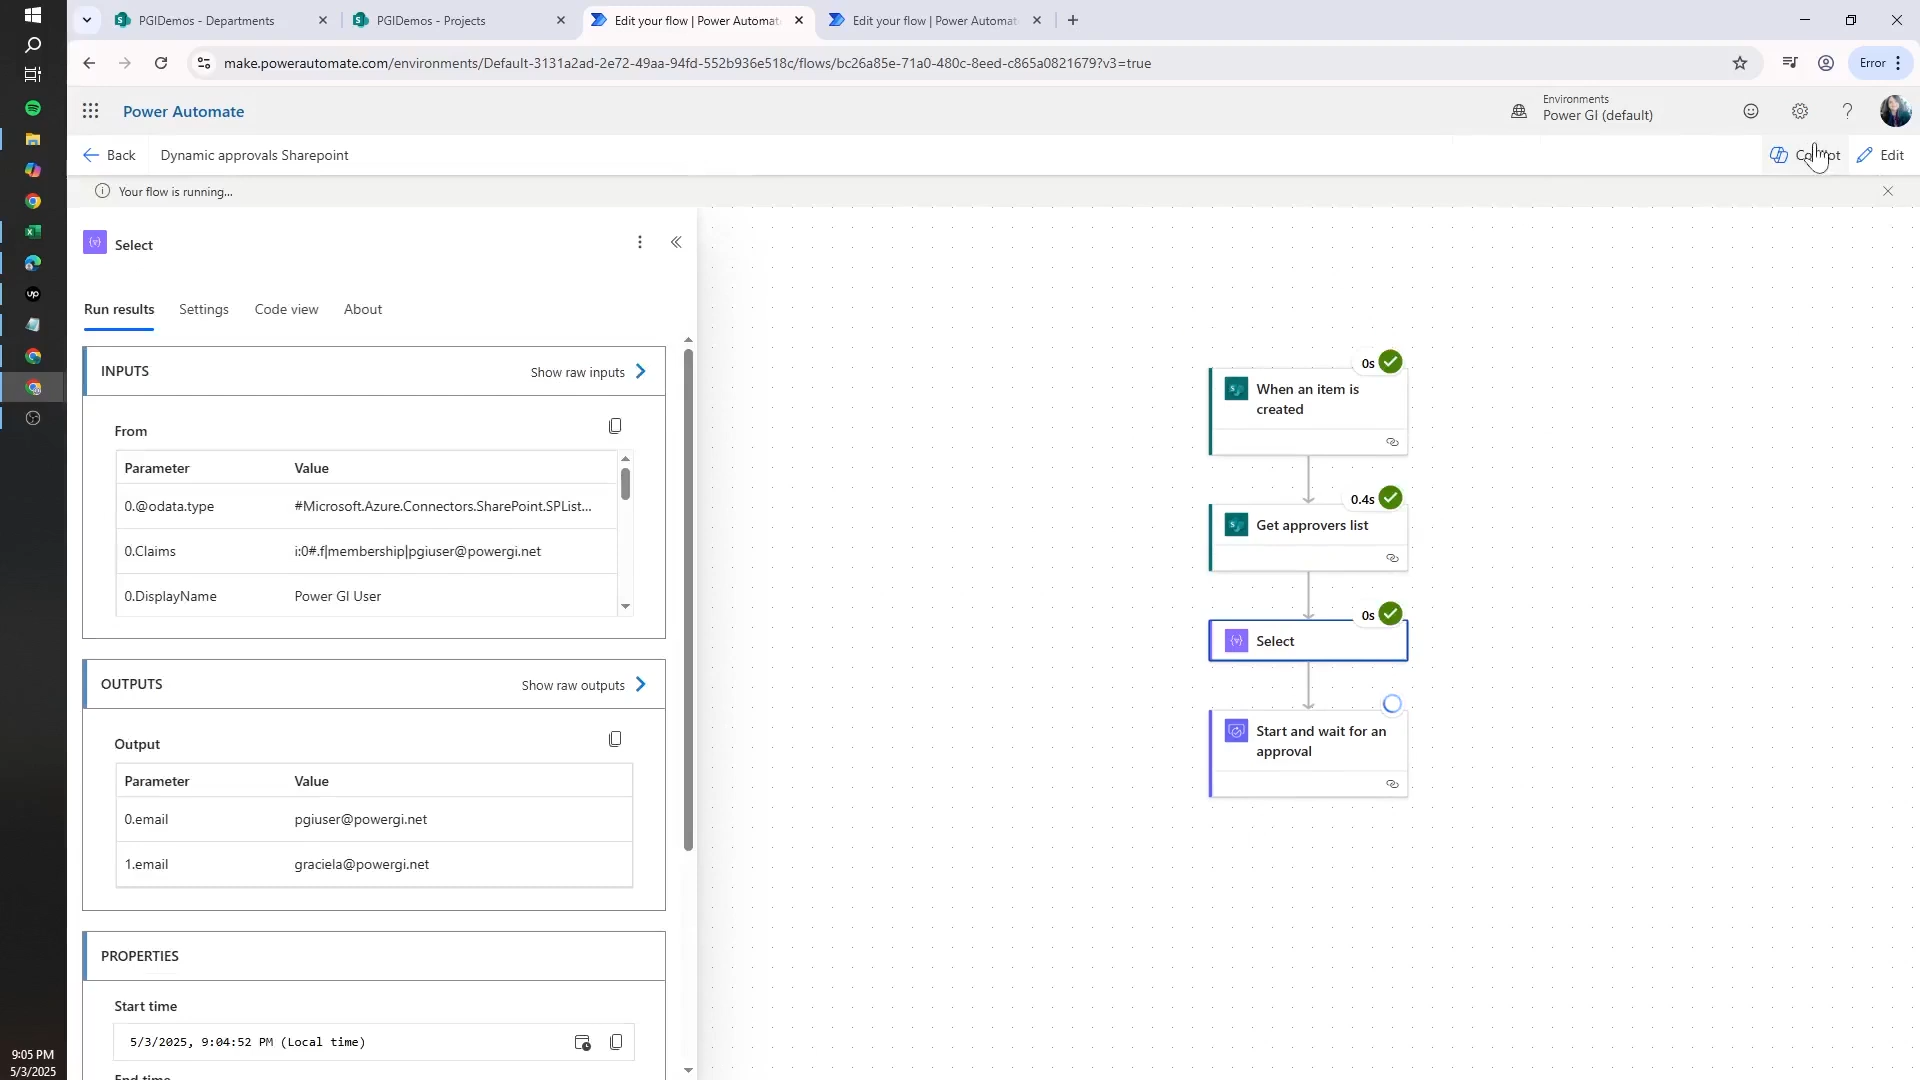 PGIDemos - Departments
PGIDemos - Projects
Edit your flow | Power Automat
Edit your flow | Power Automat
make.powerautomate.com/environments/Default-3131a2ad-2e72-49aa-94fd-552b936e518c/flows/bc26a85e-71a0-480c-8eed-c865a0821679?v3=true
Error
Power Automate
Environments
Power GI (default)
Back
Dynamic approvals Sharepoint
Edit
Your flow is running...
Select
Run results
Settings
Code view
About
INPUTS
Show raw inputs
From
Parameter
Value
0.@odata.type
#Microsoft.Azure.Connectors.SharePoint.SPList...
0.Claims
i:0#.f|membership|pgiuser@powergi.net
0.DisplayName
Power GI User
OUTPUTS
Show raw outputs
Output
Parameter
Value
0.email
pgiuser@powergi.net
1.email
graciela@powergi.net
PROPERTIES
Start time
5/3/2025, 9:04:52 PM (Local time)
End time
0s
When an item is
created
0.4s
Get approvers list
0s
Select
Start and wait for an
approval
up
9:05 PM
5/3/2025